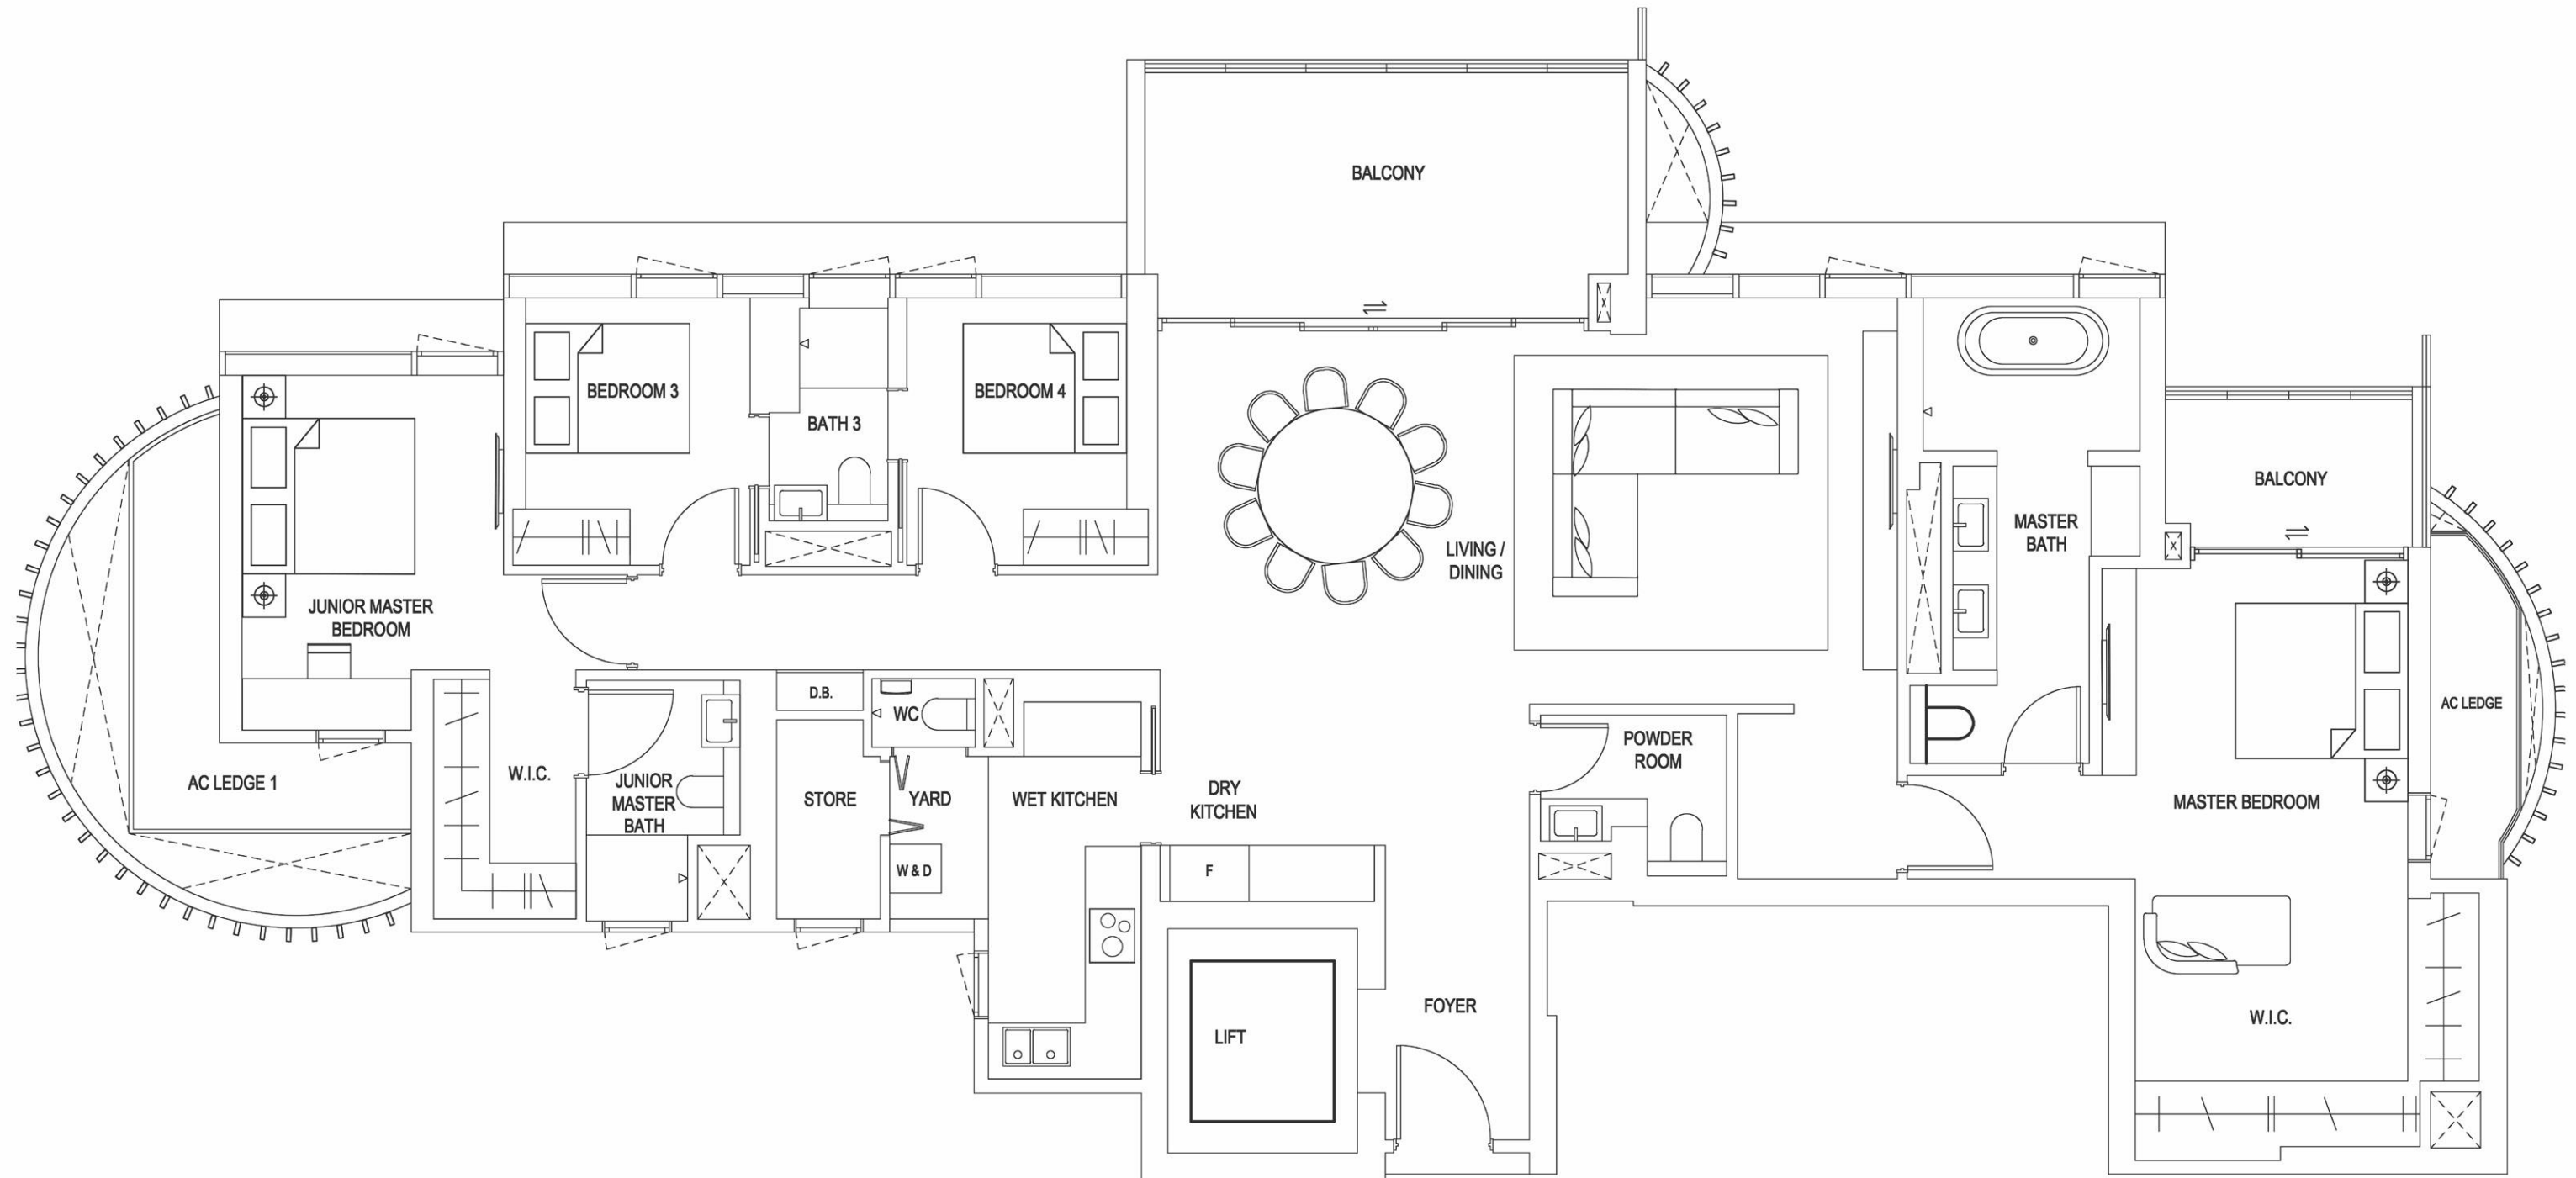 BALCONY
BEDROOM 3
BATH 3
BEDROOM 4
BALCONY
LIVING /
DINING
MASTER
BATH
JUNIOR MASTER
BEDROOM
D.B.
WC
POWDER
ROOM
AC LEDGE
AC LEDGE 1
W.I.C.
JUNIOR
MASTER
BATH
STORE
YARD
WET KITCHEN
DRY
KITCHEN
MASTER BEDROOM
W & D
F
FOYER
LIFT
W.I.C.